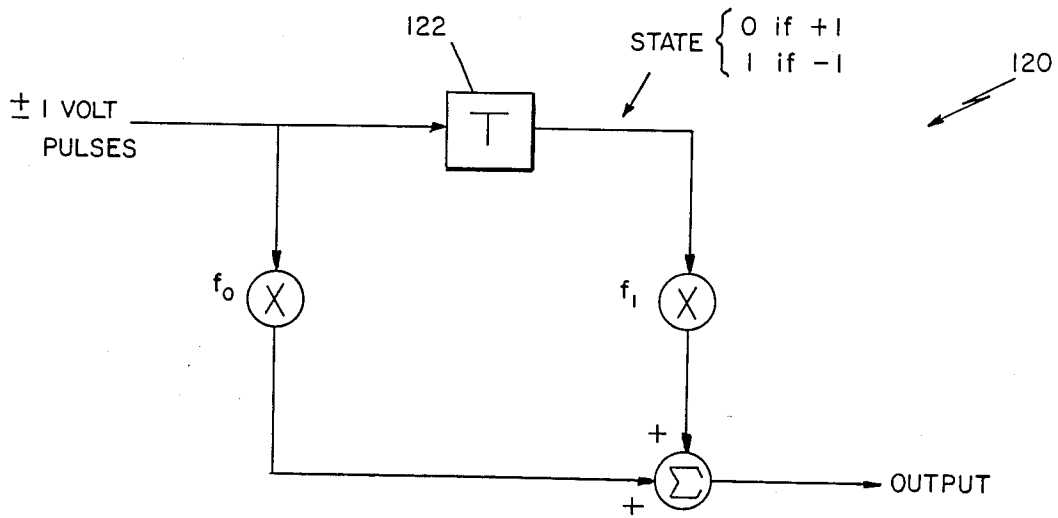 122
STATE { 0 if +1
1 if -1
120
± 1 VOLT
PULSES
T
f₀
X
f₁
X
+
Σ
+
OUTPUT